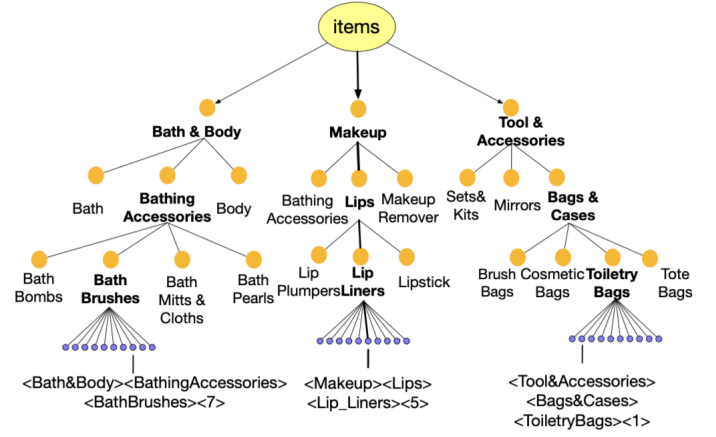 items
Bath & Body
Makeup
Tool &
Accessories
Bath
Bathing
Accessories
Body
Bathing
Accessories
Lips
Makeup
Remover
Sets&
Kits
Mirrors
Bags &
Cases
Bath
Bombs
Bath
Brushes
Bath
Mitts &
Cloths
Bath
Pearls
Lip
Plumpers
Lip
Liners
Lipstick
Brush
Bags
Cosmetic
Bags
Toiletry
Bags
Tote
Bags
<Bath&Body><BathingAccessories>
<BathBrushes><7>
<Makeup><Lips>
<Lip_Liners><5>
<Tool&Accessories>
<Bags&Cases>
<ToiletryBags><1>